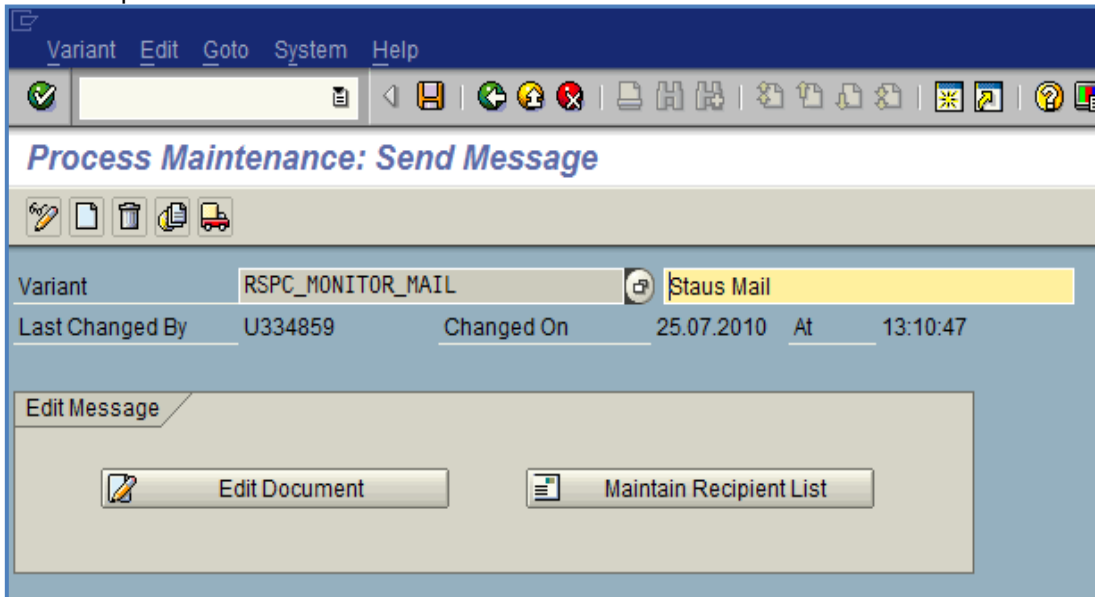 Variant Edit Goto System Help
Process Maintenance: Send Message
Variant RSPC_MONITOR_MAIL Staus Mail
Last Changed By U334859 Changed On 25.07.2010 At 13:10:47
Edit Message
Edit Document Maintain Recipient List